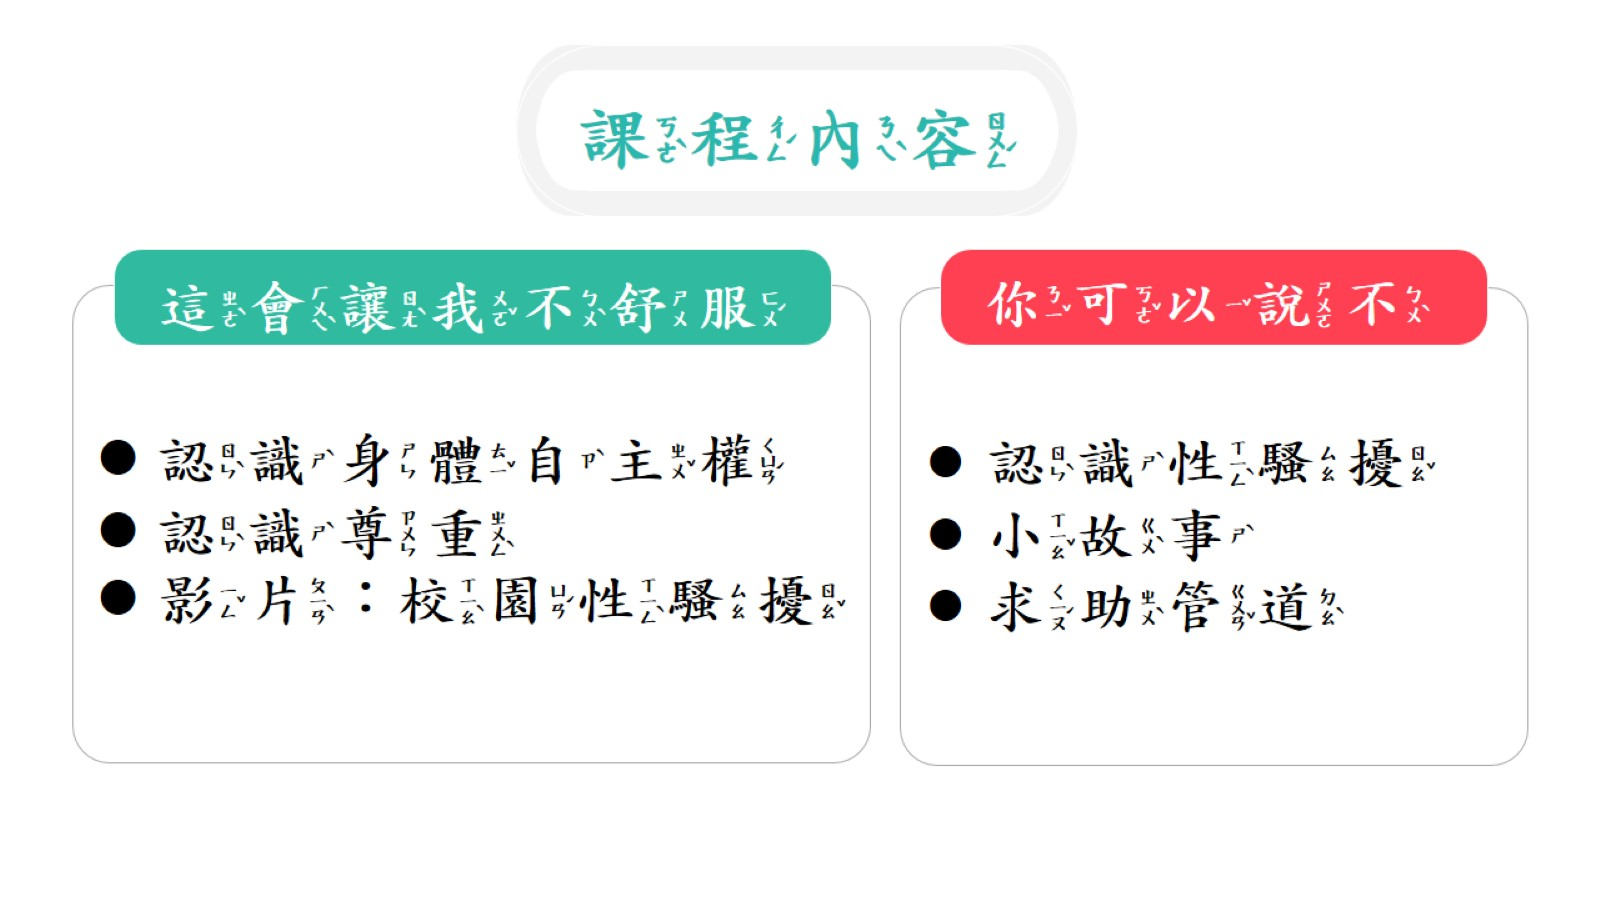 課程內容
這會讓我不舒服
● 認識身體自主權
● 認識尊重
● 影片：校園性騷擾
你可以說不
● 認識性騷擾
● 小故事
● 求助管道